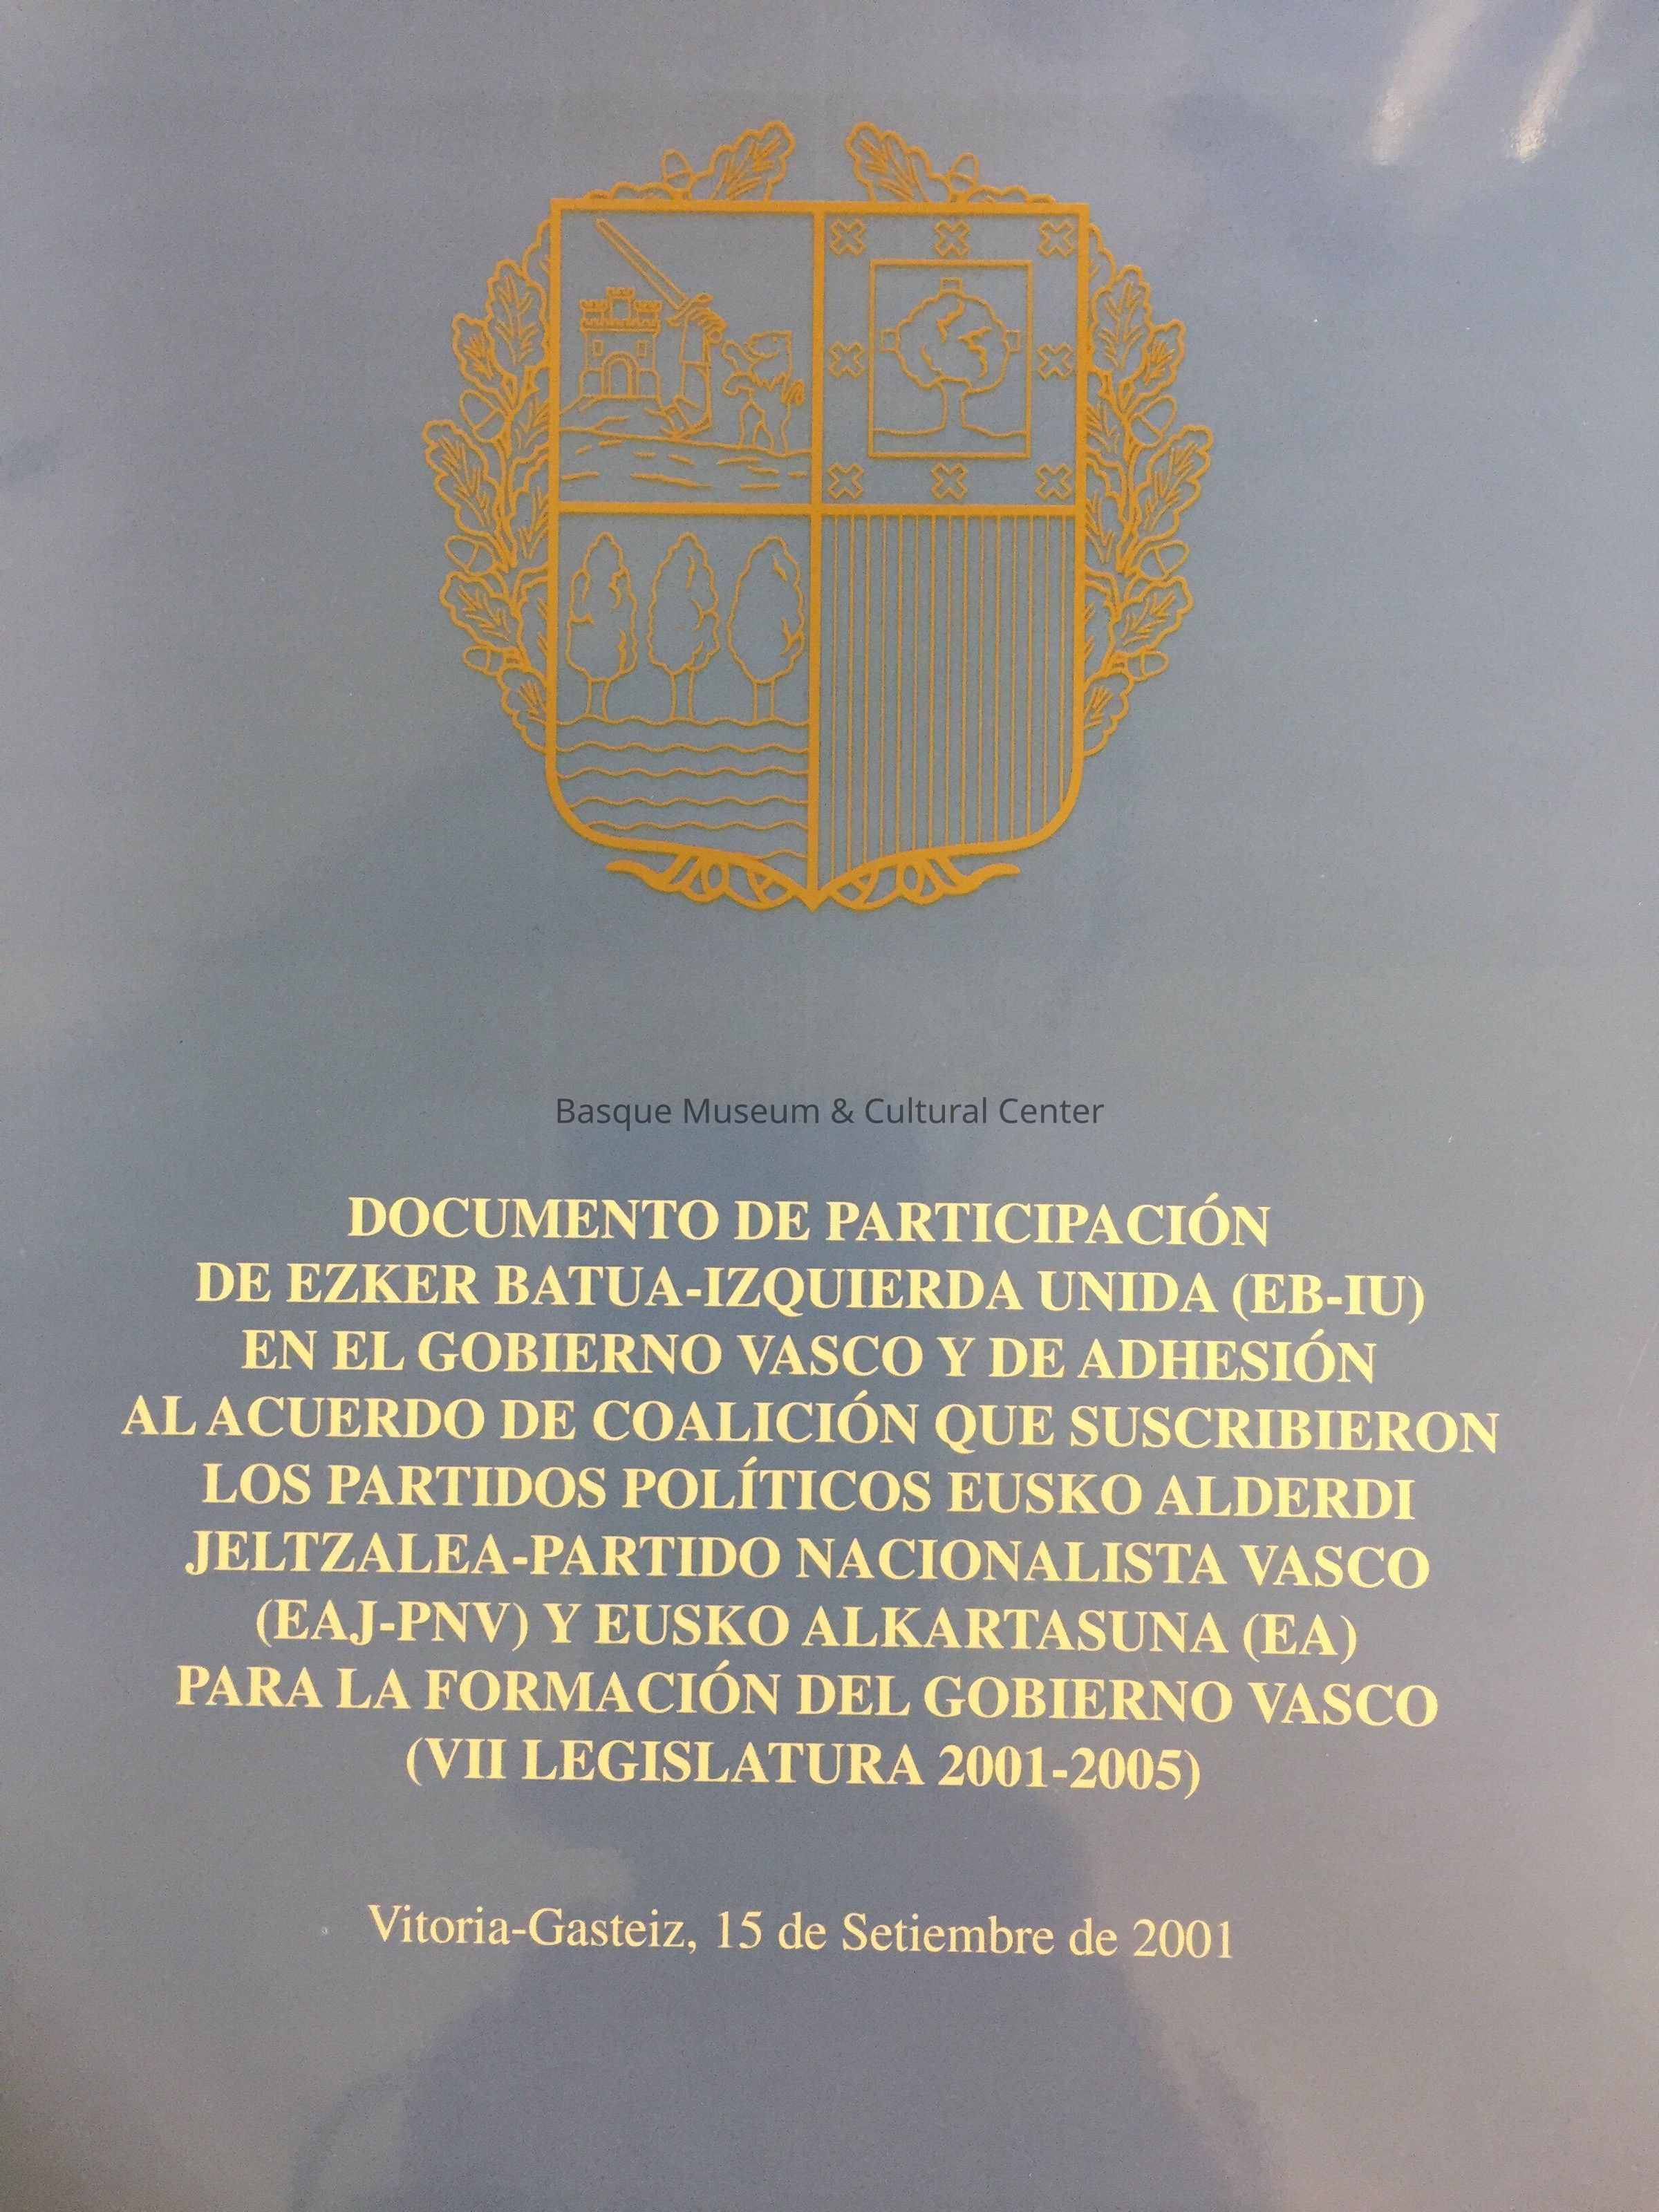 Basque Museum & Cultural Center
DOCUMENTO DE PARTICIPACIÓN
DE EZKER BATUA-IZQUIERDA UNIDA (EB-IU)
EN EL GOBIERNO VASCO Y DE ADHESIÓN
AL ACUERDO DE COALICIÓN QUE SUSCRIBIERON
LOS PARTIDOS POLÍTICOS EUSKO ALDERDI
JELTZALEA-PARTIDO NACIONALISTA VASCO
(EAJ-PNV) Y EUSKO ALKARTASUNA (EA)
PARA LA FORMACIÓN DEL GOBIERNO VASCO
(VII LEGISLATURA 2001-2005)
Vitoria-Gasteiz, 15 de Setiembre de 2001